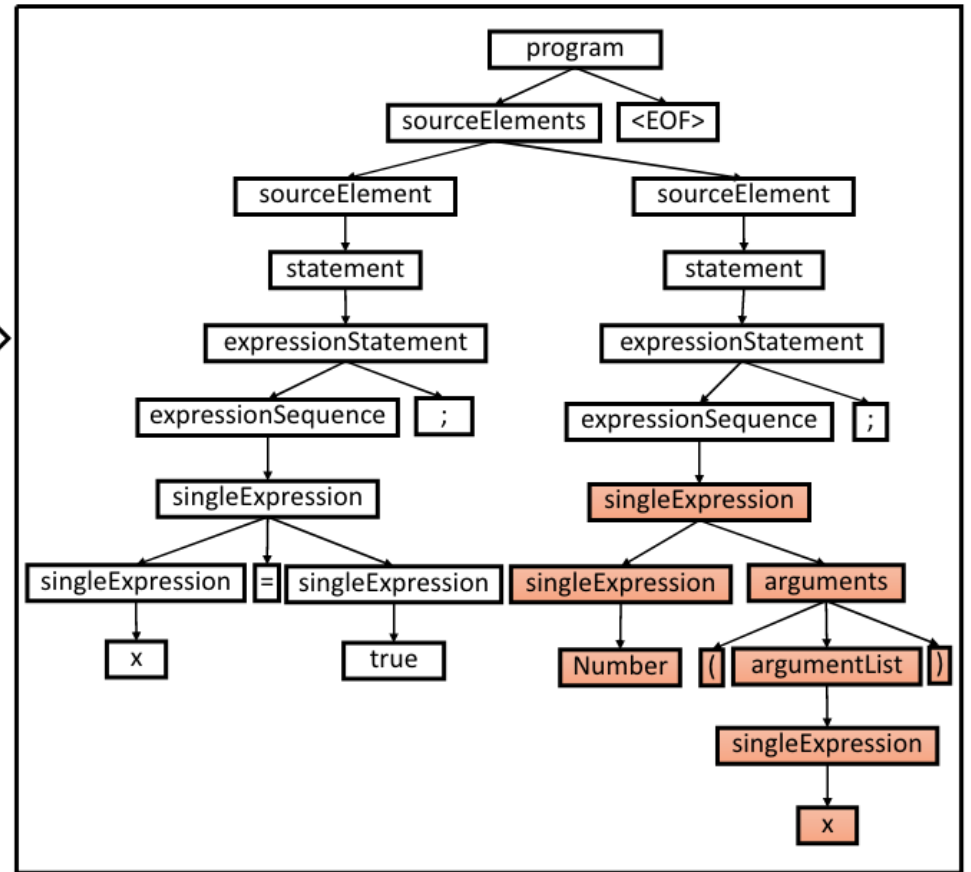 program
sourceElements <EOF>
sourceElement sourceElement
statement statement
expressionStatement expressionStatement
expressionSequence ; expressionSequence ;
singleExpression singleExpression
singleExpression = singleExpression singleExpression arguments
x true Number ( argumentList )
singleExpression
x